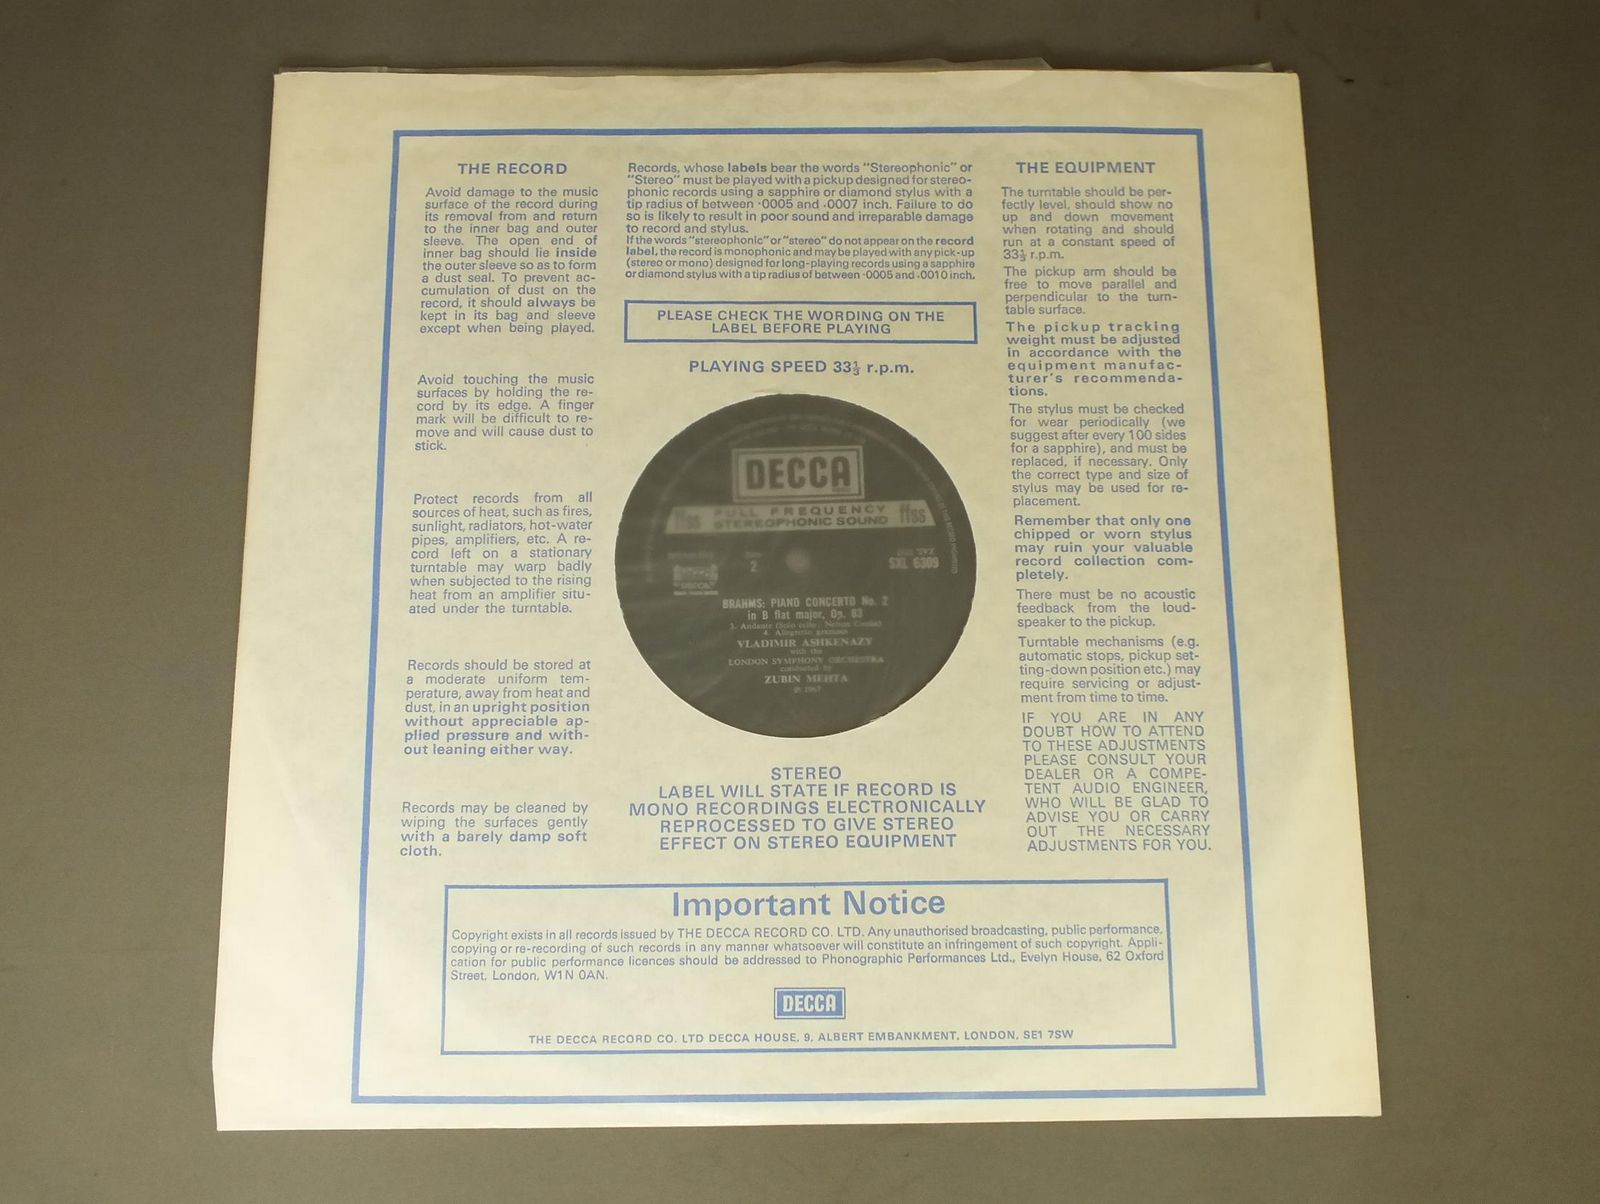 THE RECORD
Avoid damage to the music
surface of the record during
its removal from and return
to the inner bag and outer
sleeve. The open end of
inner bag should lie inside
the outer sleeve so as to form
a dust seal. To prevent ac-
cumulation of dust on the
record, it should always be
kept in its bag and sleeve
except when being played.
Avoid touching the music
surfaces by holding the re-
cord by its edge. A finger
mark will be difficult to re-
move and will cause dust to
stick.
Protect records from all
sources of heat, such as fires,
sunlight, radiators, hot-water
pipes, amplifiers, etc. A re-
cord left on a stationary
turntable may warp badly
when subjected to the rising
heat from an amplifier situ-
ated under the turntable.
Records should be stored at
a moderate uniform tem-
perature, away from heat and
dust, in an upright position
without appreciable ap-
plied pressure and with-
out leaning either way.
Records may be cleaned by
wiping the surfaces gently
with a barely damp soft
cloth.
Records, whose labels bear the words "Stereophonic" or
"Stereo" must be played with a pickup designed for stereo-
phonic records using a sapphire or diamond stylus with a
tip radius of between ·0005 and ·0007 inch. Failure to do
so is likely to result in poor sound and irreparable damage
to record and stylus.
If the words "stereophonic" or "stereo" do not appear on the record
label, the record is monophonic and may be played with any pick-up
(stereo or mono) designed for long-playing records using a sapphire
or diamond stylus with a tip radius of between ·0005 and ·0010 inch.
PLEASE CHECK THE WORDING ON THE
LABEL BEFORE PLAYING
PLAYING SPEED 33⅓ r.p.m.
DECCA
ffss FULL FREQUENCY STEREOPHONIC SOUND ffss
2
SXL 6309
BRAHMS: PIANO CONCERTO No. 2
in B flat major, Op. 83
3. Andante (Solo cello:
4. Allegretto grazioso
VLADIMIR ASHKENAZY
with the
LONDON SYMPHONY ORCHESTRA
conducted by
ZUBIN MEHTA
℗ 1967
STEREO
LABEL WILL STATE IF RECORD IS
MONO RECORDINGS ELECTRONICALLY
REPROCESSED TO GIVE STEREO
EFFECT ON STEREO EQUIPMENT
THE EQUIPMENT
The turntable should be per-
fectly level, should show no
up and down movement
when rotating and should
run at a constant speed of
33⅓ r.p.m.
The pickup arm should be
free to move parallel and
perpendicular to the turn-
table surface.
The pickup tracking
weight must be adjusted
in accordance with the
equipment manufac-
turer's recommenda-
tions.
The stylus must be checked
for wear periodically (we
suggest after every 100 sides
for a sapphire), and must be
replaced, if necessary. Only
the correct type and size of
stylus may be used for re-
placement.
Remember that only one
chipped or worn stylus
may ruin your valuable
record collection com-
pletely.
There must be no acoustic
feedback from the loud-
speaker to the pickup.
Turntable mechanisms (e.g.
automatic stops, pickup set-
ting-down position etc.) may
require servicing or adjust-
ment from time to time.
IF YOU ARE IN ANY
DOUBT HOW TO ATTEND
TO THESE ADJUSTMENTS
PLEASE CONSULT YOUR
DEALER OR A COMPE-
TENT AUDIO ENGINEER,
WHO WILL BE GLAD TO
ADVISE YOU OR CARRY
OUT THE NECESSARY
ADJUSTMENTS FOR YOU.
Important Notice
Copyright exists in all records issued by THE DECCA RECORD CO. LTD. Any unauthorised broadcasting, public performance,
copying or re-recording of such records in any manner whatsoever will constitute an infringement of such copyright. Appli-
cation for public performance licences should be addressed to Phonographic Performances Ltd., Evelyn House, 62 Oxford
Street, London, W1N 0AN.
DECCA
THE DECCA RECORD CO. LTD DECCA HOUSE, 9, ALBERT EMBANKMENT, LONDON, SE1 7SW